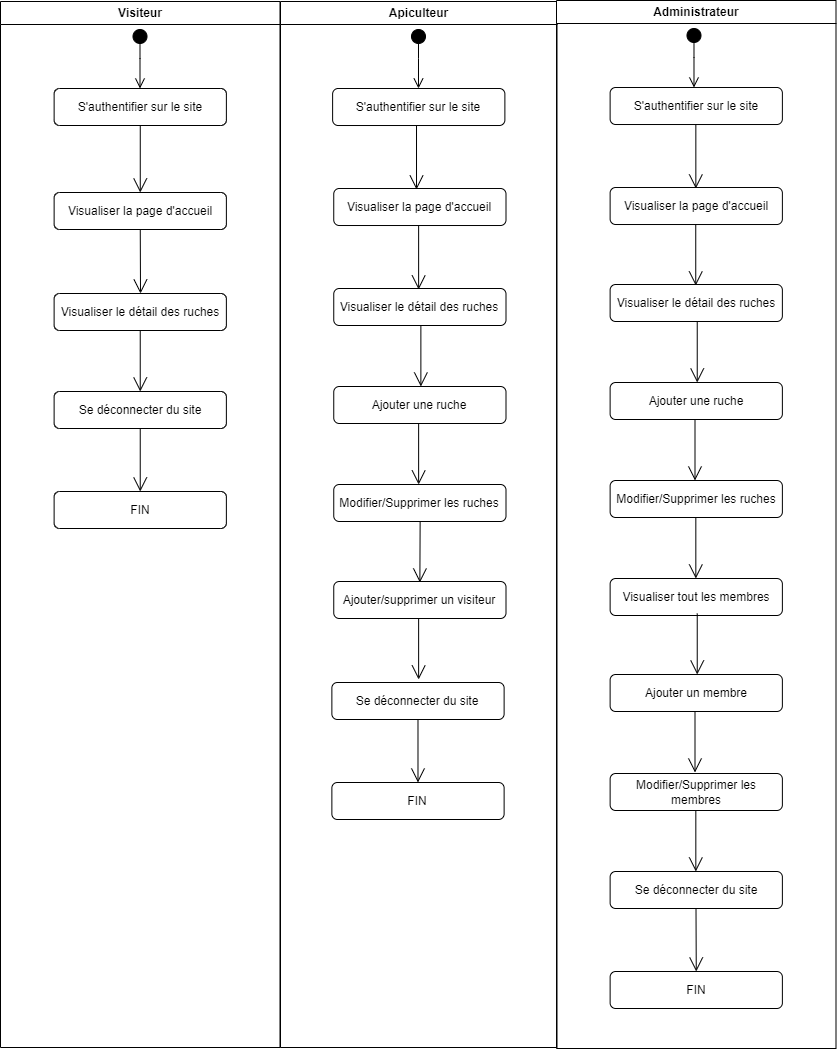 Visiteur
S'authentifier sur le site
Visualiser la page d'accueil
Visualiser le détail des ruches
Se déconnecter du site
FIN
Apiculteur
S'authentifier sur le site
Visualiser la page d'accueil
Visualiser le détail des ruches
Ajouter une ruche
Modifier/Supprimer les ruches
Ajouter/supprimer un visiteur
Se déconnecter du site
FIN
Administrateur
S'authentifier sur le site
Visualiser la page d'accueil
Visualiser le détail des ruches
Ajouter une ruche
Modifier/Supprimer les ruches
Visualiser tout les membres
Ajouter un membre
Modifier/Supprimer les
membres
Se déconnecter du site
FIN